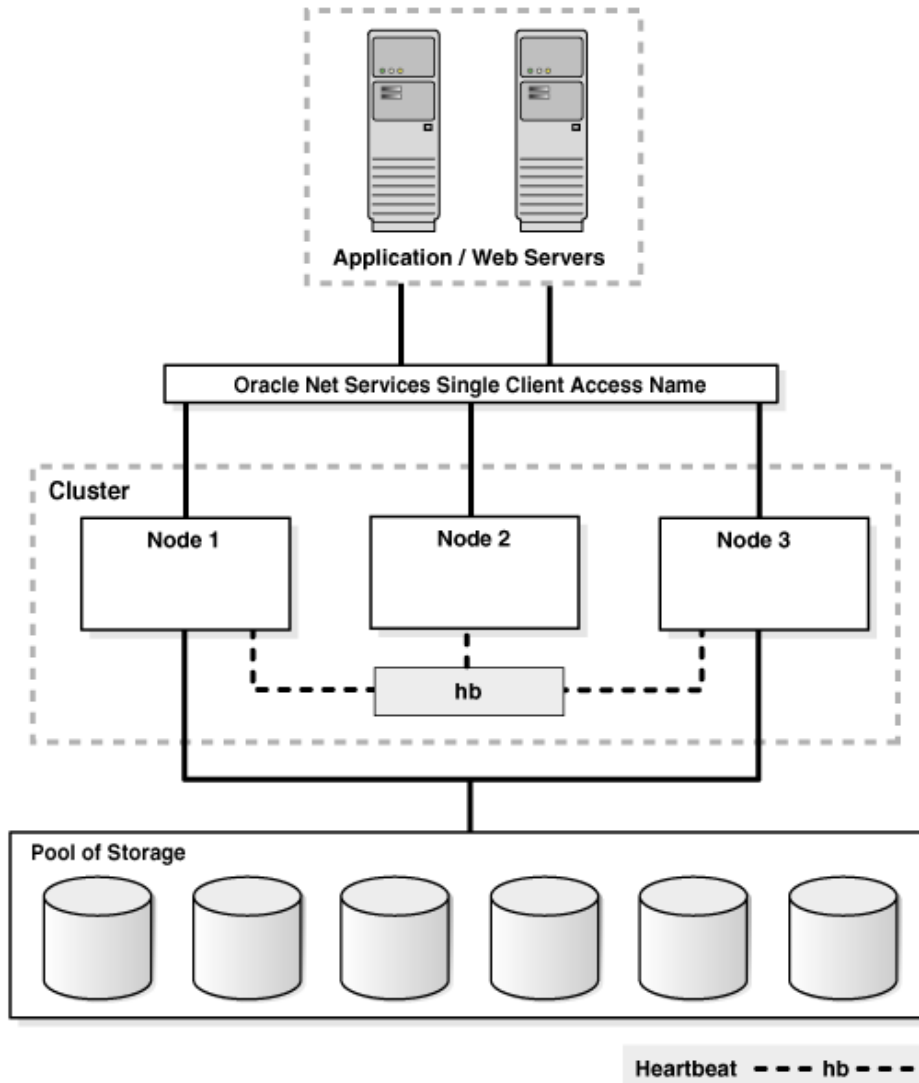 Application / Web Servers
Oracle Net Services Single Client Access Name
Cluster
Node 1
Node 2
Node 3
hb
Pool of Storage
Heartbeat hb